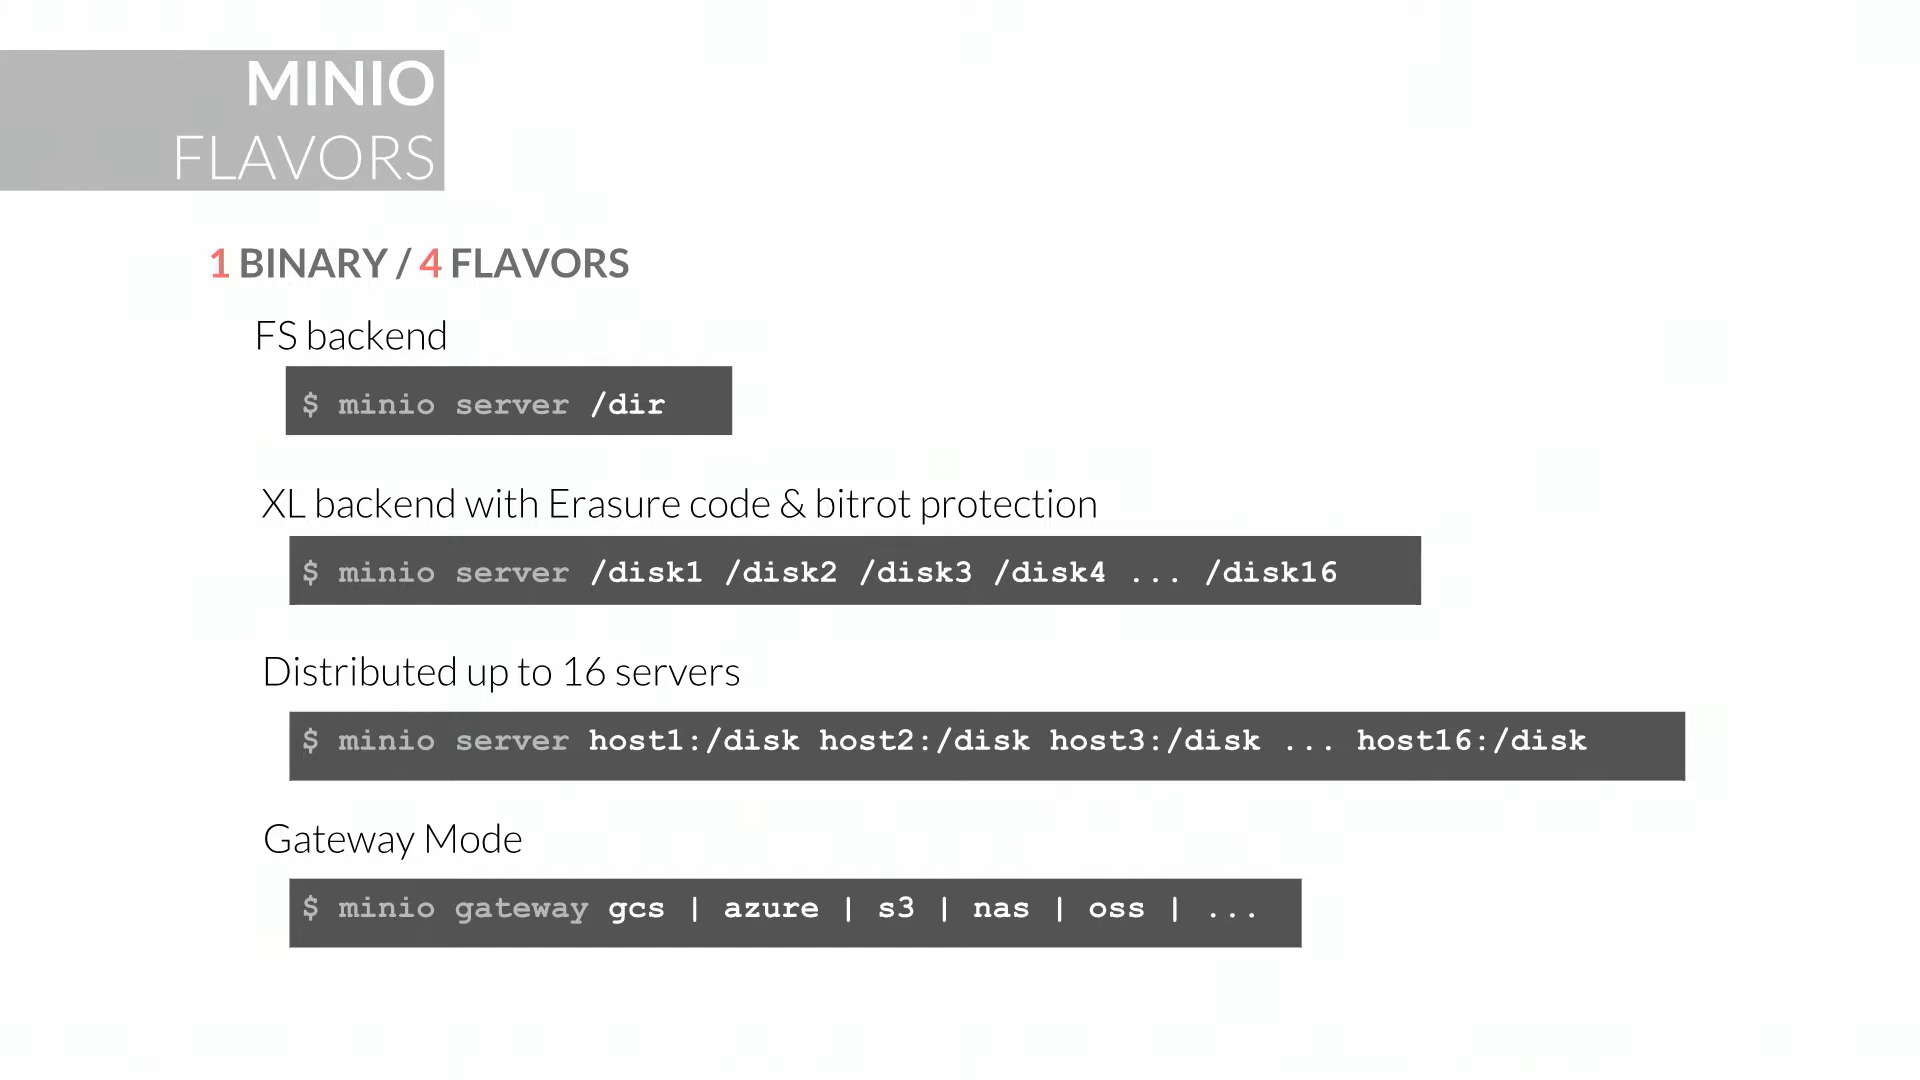 MINIO
FLAVORS
1 BINARY / 4 FLAVORS
FS backend
$ minio server /dir
XL backend with Erasure code & bitrot protection
$ minio server /disk1 /disk2 /disk3 /disk4 ... /disk16
Distributed up to 16 servers
$ minio server host1:/disk host2:/disk host3:/disk ... host16:/disk
Gateway Mode
$ minio gateway gcs | azure | s3 | nas | oss | ...